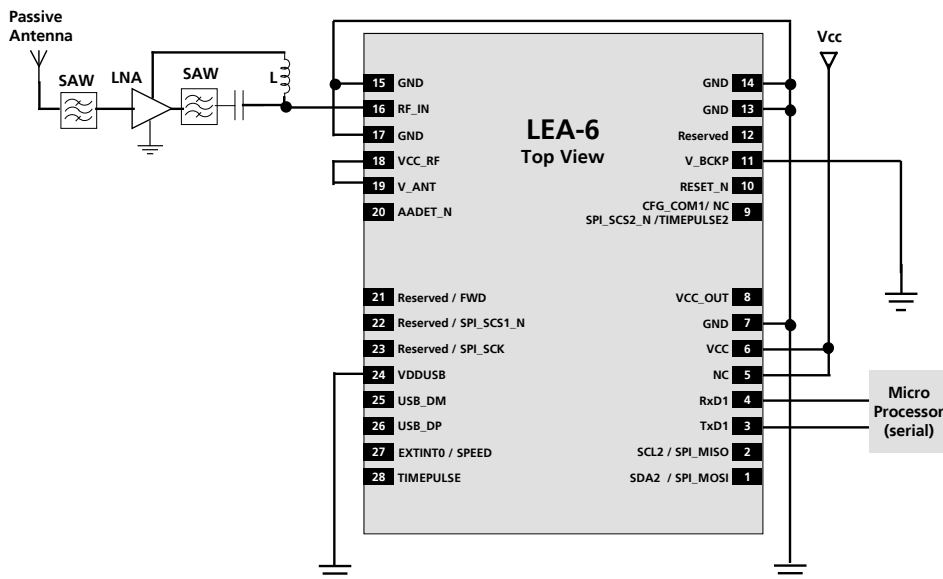 Passive
Antenna
SAW
LNA
SAW
L
Vcc
LEA-6
Top View
15 GND
16 RF_IN
17 GND
18 VCC_RF
19 V_ANT
20 AADET_N
21 Reserved / FWD
22 Reserved / SPI_SCS1_N
23 Reserved / SPI_SCK
24 VDDUSB
25 USB_DM
26 USB_DP
27 EXTINT0 / SPEED
28 TIMEPULSE
GND 14
GND 13
Reserved 12
V_BCKP 11
RESET_N 10
CFG_COM1/ NC
SPI_SCS2_N /TIMEPULSE2 9
VCC_OUT 8
GND 7
VCC 6
NC 5
RxD1 4
TxD1 3
SCL2 / SPI_MISO 2
SDA2 / SPI_MOSI 1
Micro
Processor
(serial)